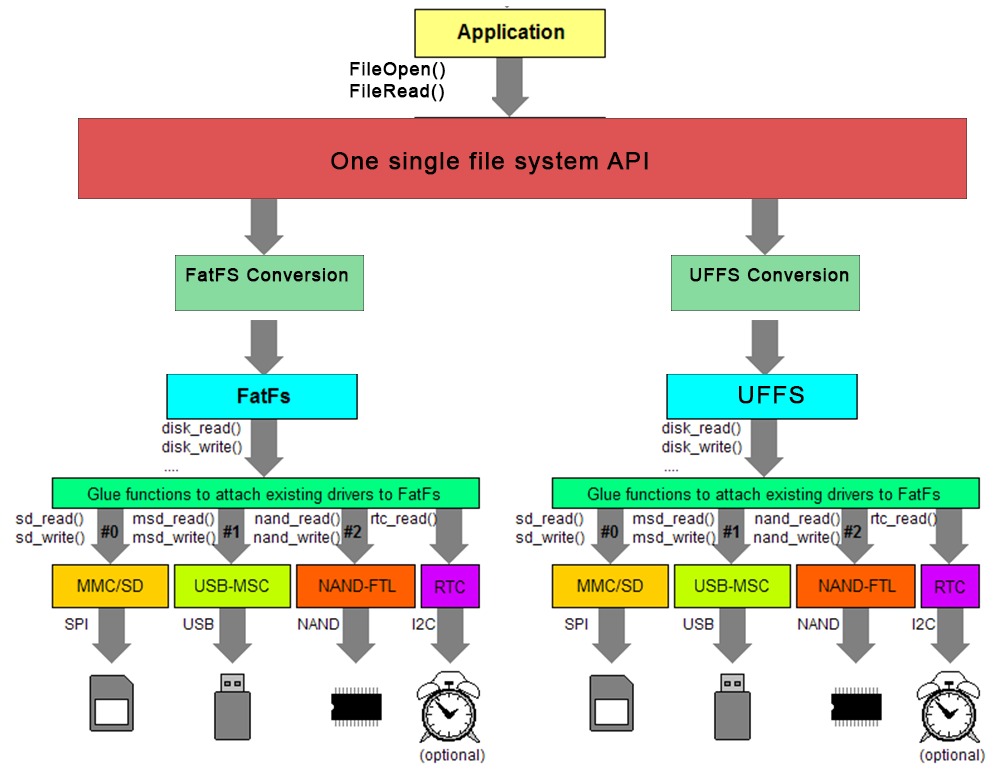 Application
FileOpen()
FileRead()
One single file system API
FatFS Conversion
UFFS Conversion
FatFs
UFFS
disk_read()
disk_write()
....
disk_read()
disk_write()
....
Glue functions to attach existing drivers to FatFs
Glue functions to attach existing drivers to FatFs
sd_read()
sd_write()
#0
msd_read()
msd_write()
#1
nand_read()
nand_write()
#2
rtc_read()
sd_read()
sd_write()
#0
msd_read()
msd_write()
#1
nand_read()
nand_write()
#2
rtc_read()
MMC/SD
USB-MSC
NAND-FTL
RTC
MMC/SD
USB-MSC
NAND-FTL
RTC
SPI
USB
NAND
I2C
SPI
USB
NAND
I2C
(optional)
(optional)